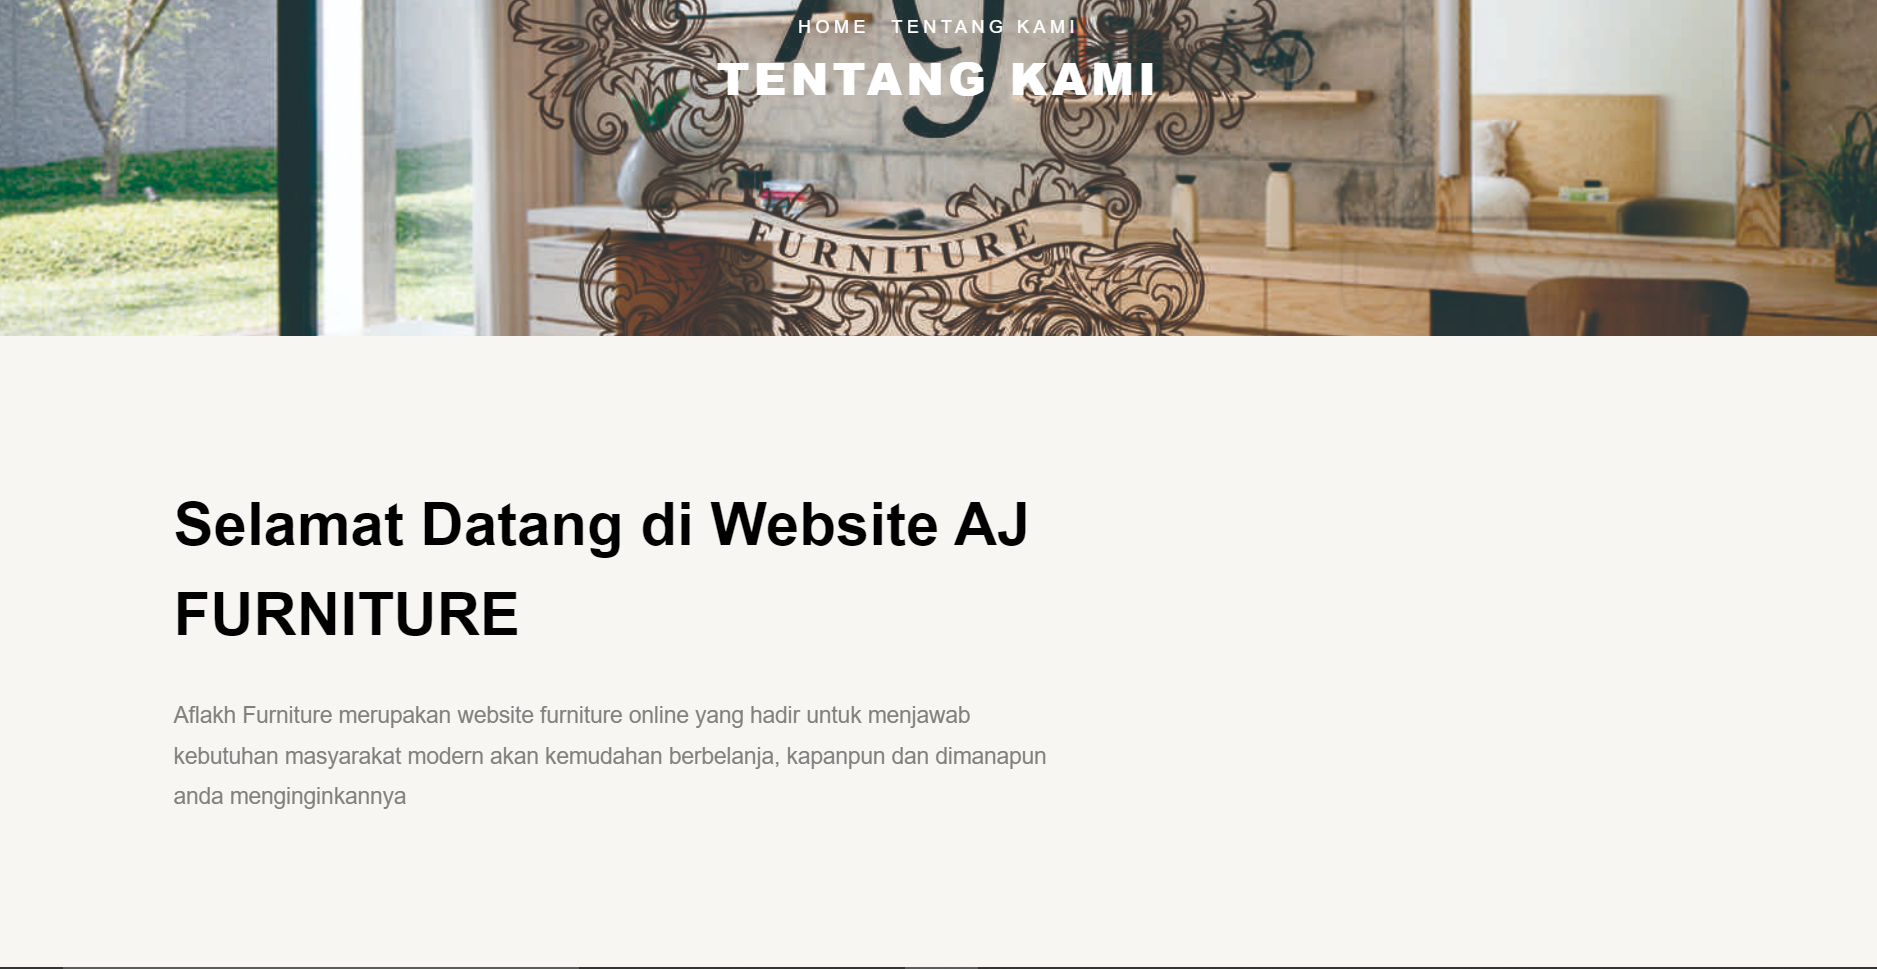 HOME TENTANG KAMI
TENTANG KAMI
FURNITURE
Selamat Datang di Website AJ
FURNITURE
Aflakh Furniture merupakan website furniture online yang hadir untuk menjawab
kebutuhan masyarakat modern akan kemudahan berbelanja, kapanpun dan dimanapun
anda menginginkannya